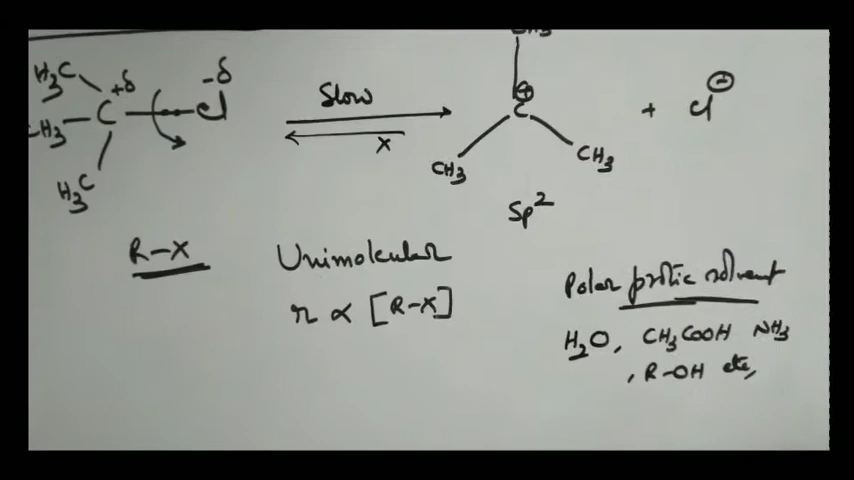 CH3
H3C +δ -δ
CH3 - C - Cl Slow ⊕ C + Cl ⊖
x
H3C CH3 CH3
Sp2
R-X Unimolecular
Polar protic solvent
r ∝ [R-X]
H2O, CH3COOH NH3
, R-OH etc,